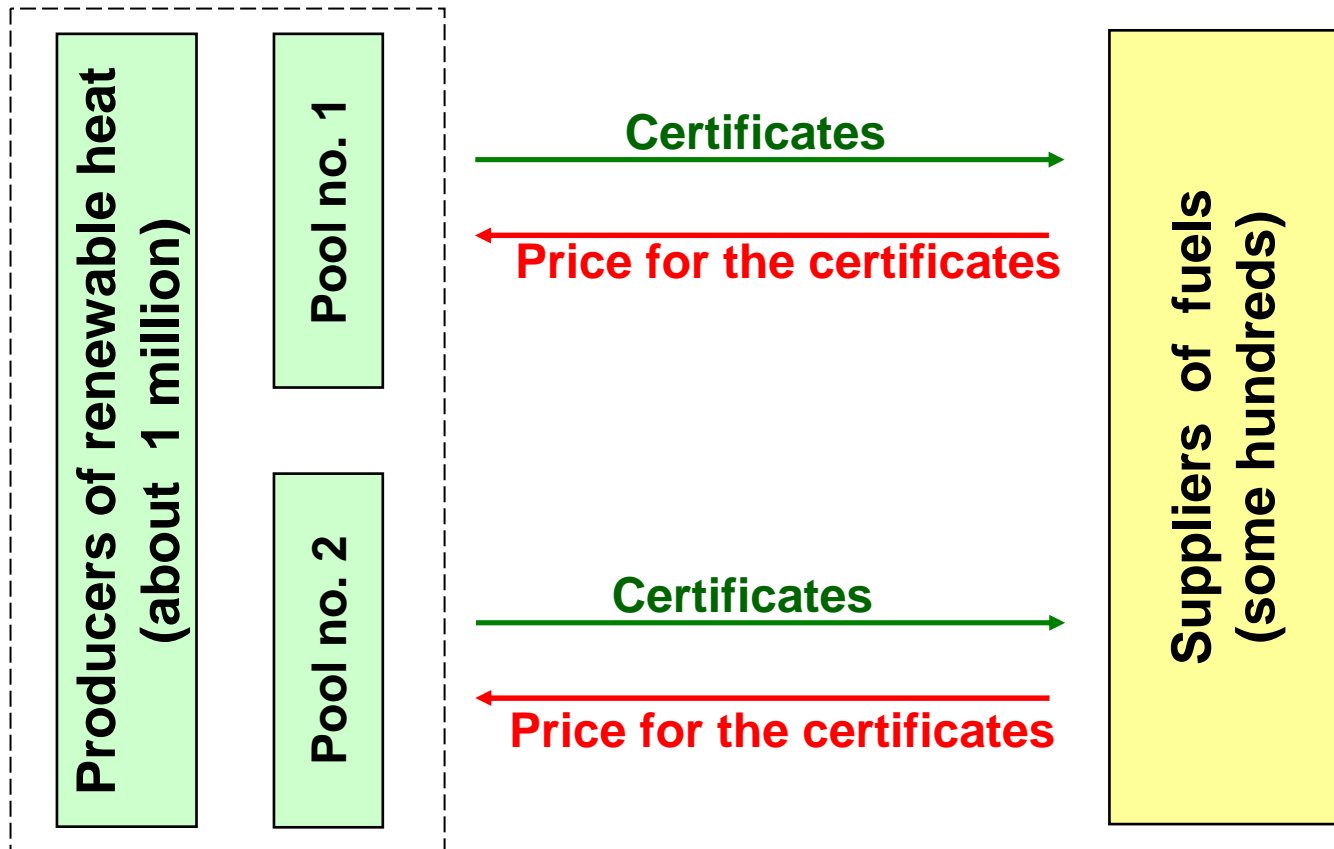 Producers of renewable heat
(about 1 million)
Pool no. 1
Pool no. 2
Certificates
Price for the certificates
Certificates
Price for the certificates
Suppliers of fuels
(some hundreds)